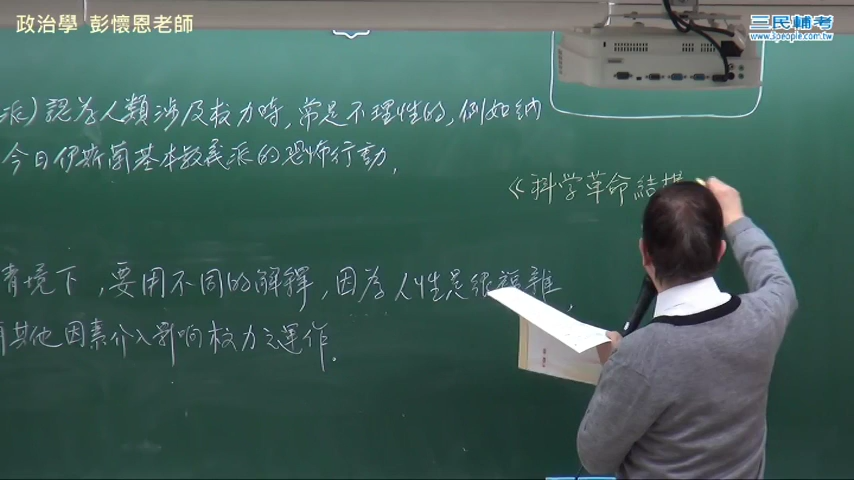 政治學 彭懷恩老師
三民輔考
www.3people.com.tw
派)認為人類涉及权力時,常是不理性的,例如納
今日伊斯蘭基本教義派的恐怖行動,
《科学革命結構
情境下,要用不同的解釋,因為人性是很複雜,
有其他因素介入影响权力之運作.